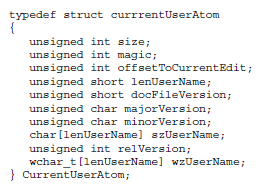 typedef struct currrentUserAtom
{
unsigned int size;
unsigned int magic;
unsigned int offsetToCurrentEdit;
unsigned short lenUserName;
unsigned short docFileVersion;
unsigned char majorVersion;
unsigned char minorVersion;
char[lenUserName] szUserName;
unsigned int relVersion;
wchar_t[lenUserName] wzUserName;
} CurrentUserAtom;